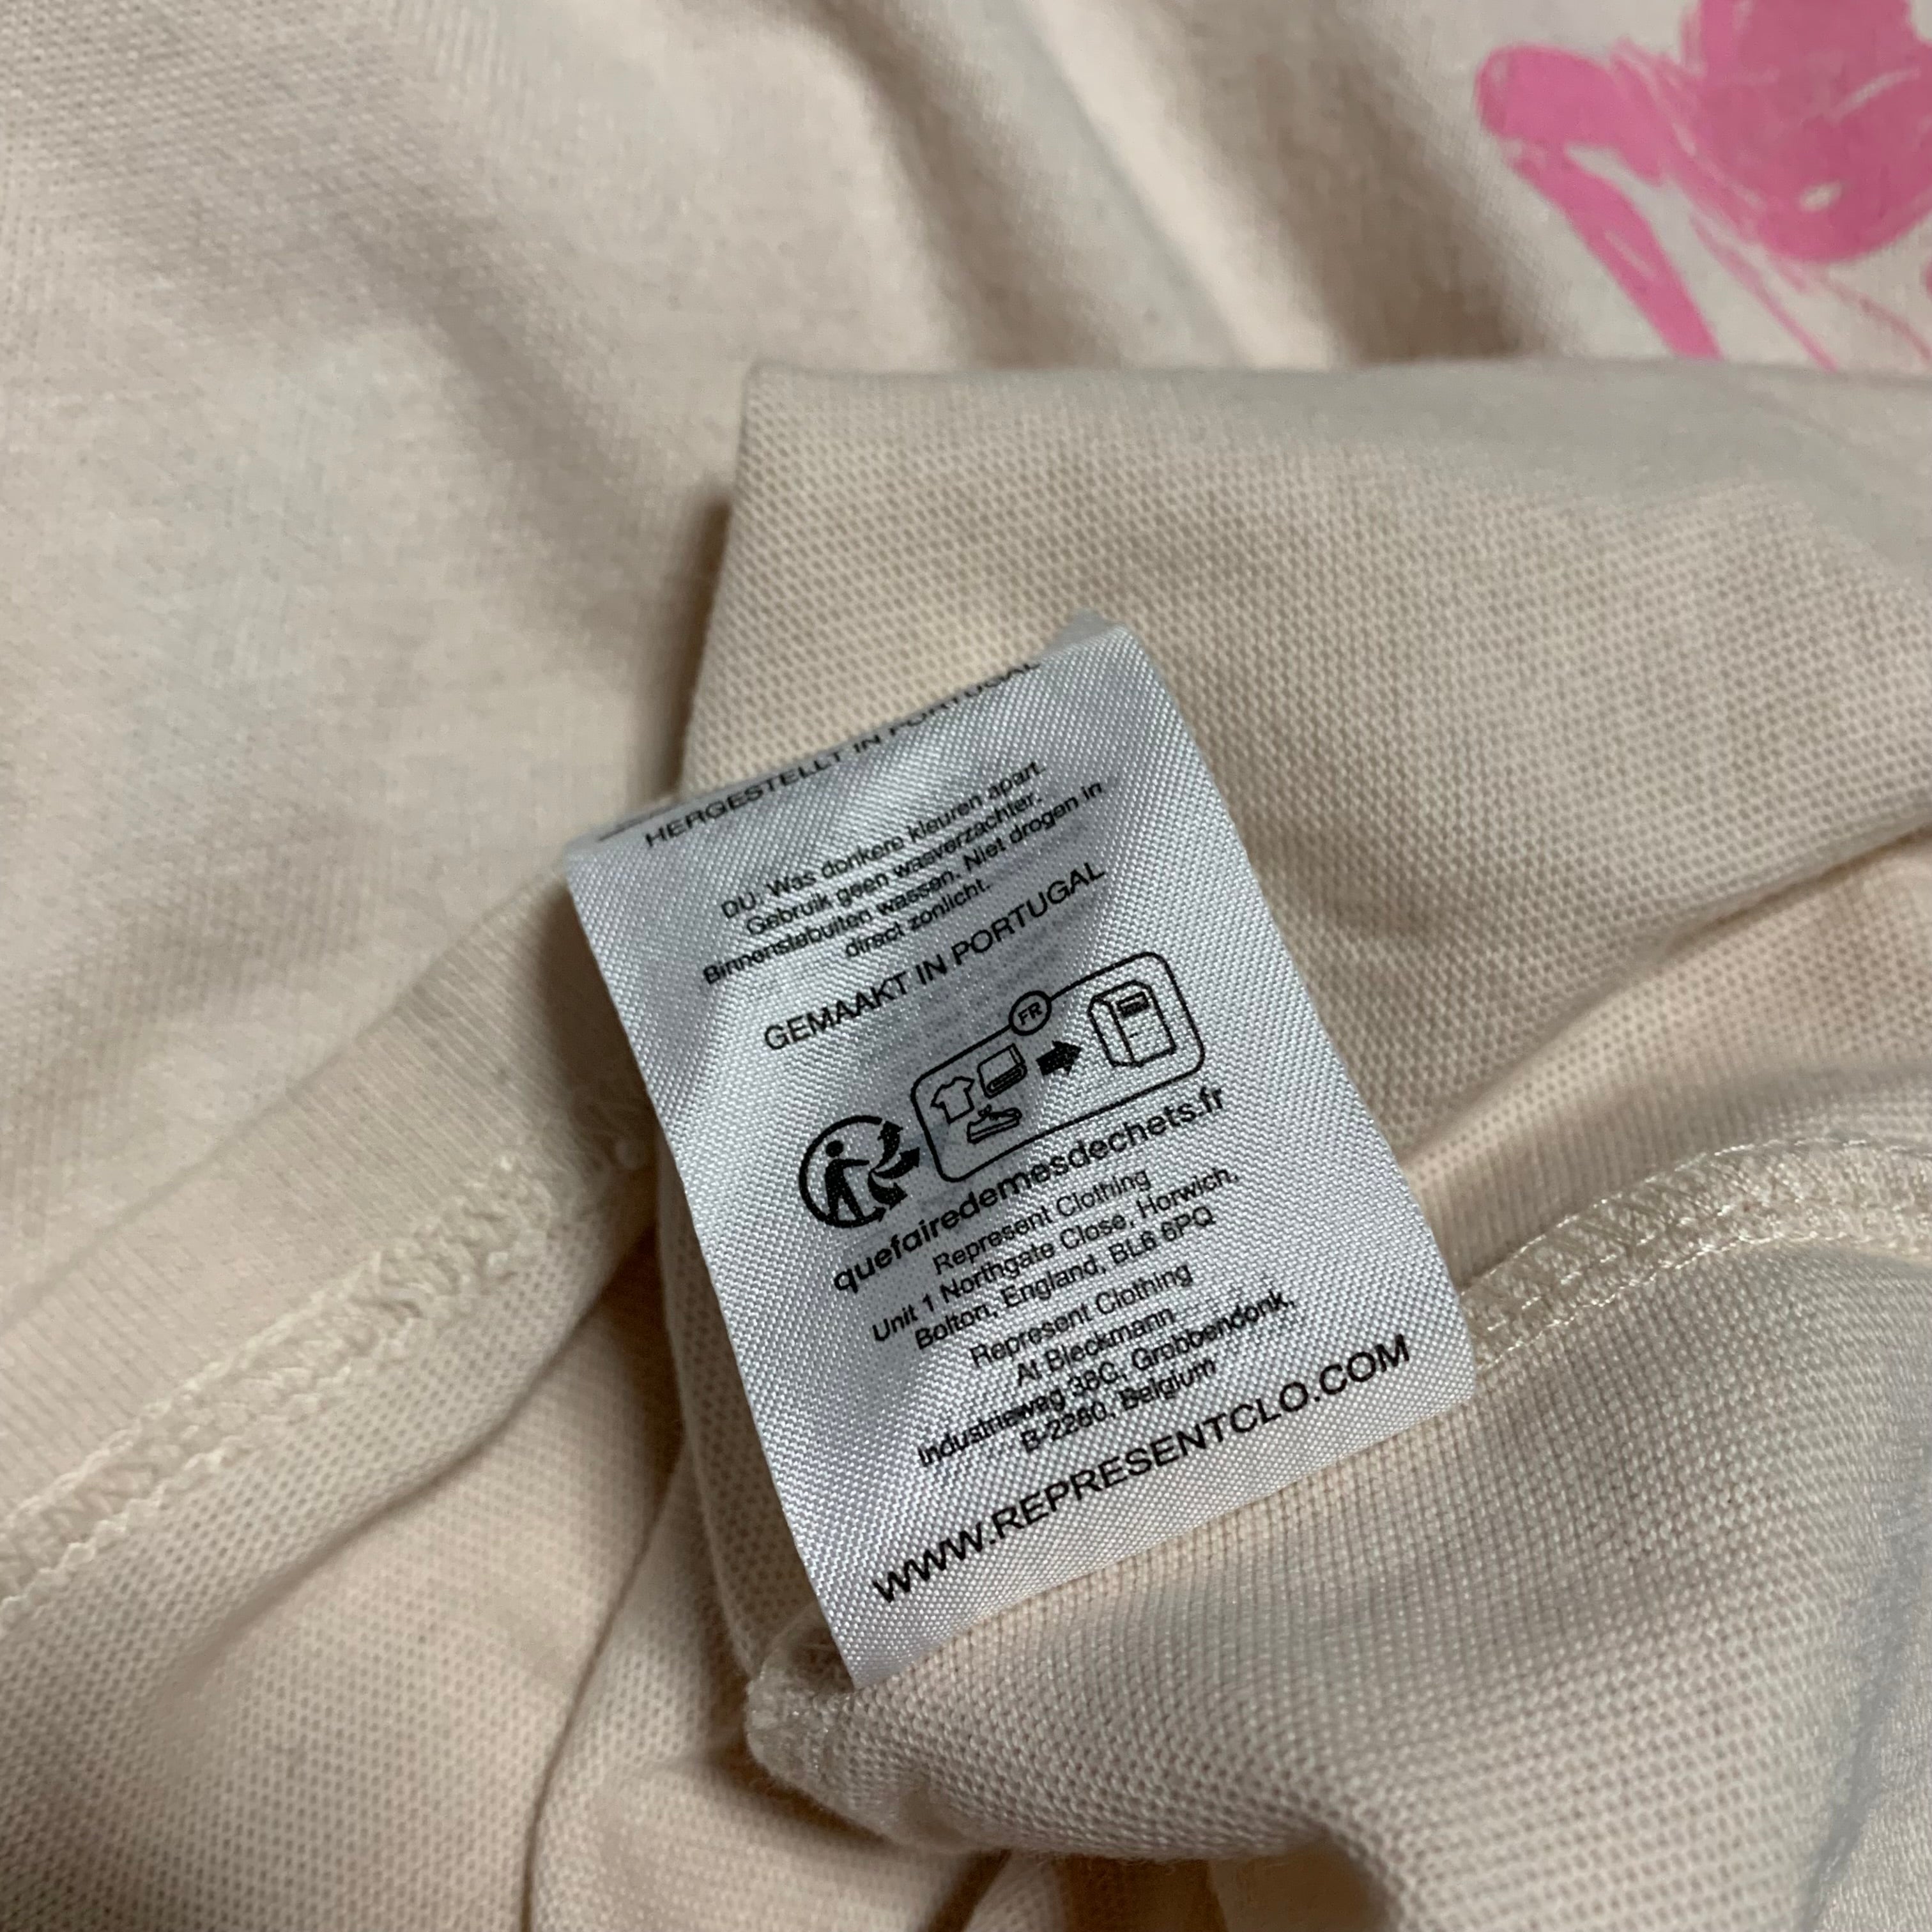 HERGESTELLT IN PORTUGAL
DU: Was donkere kleuren apart.
Gebruik geen wasverzachter.
Binnenstebuiten wassen. Niet drogen in
direct zonlicht.
GEMAAKT IN PORTUGAL
FR
quefairedemesdechets.fr
Represent Clothing
Unit 1 Northgate Close, Horwich,
Bolton, England, BL6 6PQ
Represent Clothing
At Bleckmann
Industrieweg 38C, Grobbendonk,
B-2280, Belgium
WWW.REPRESENTCLO.COM